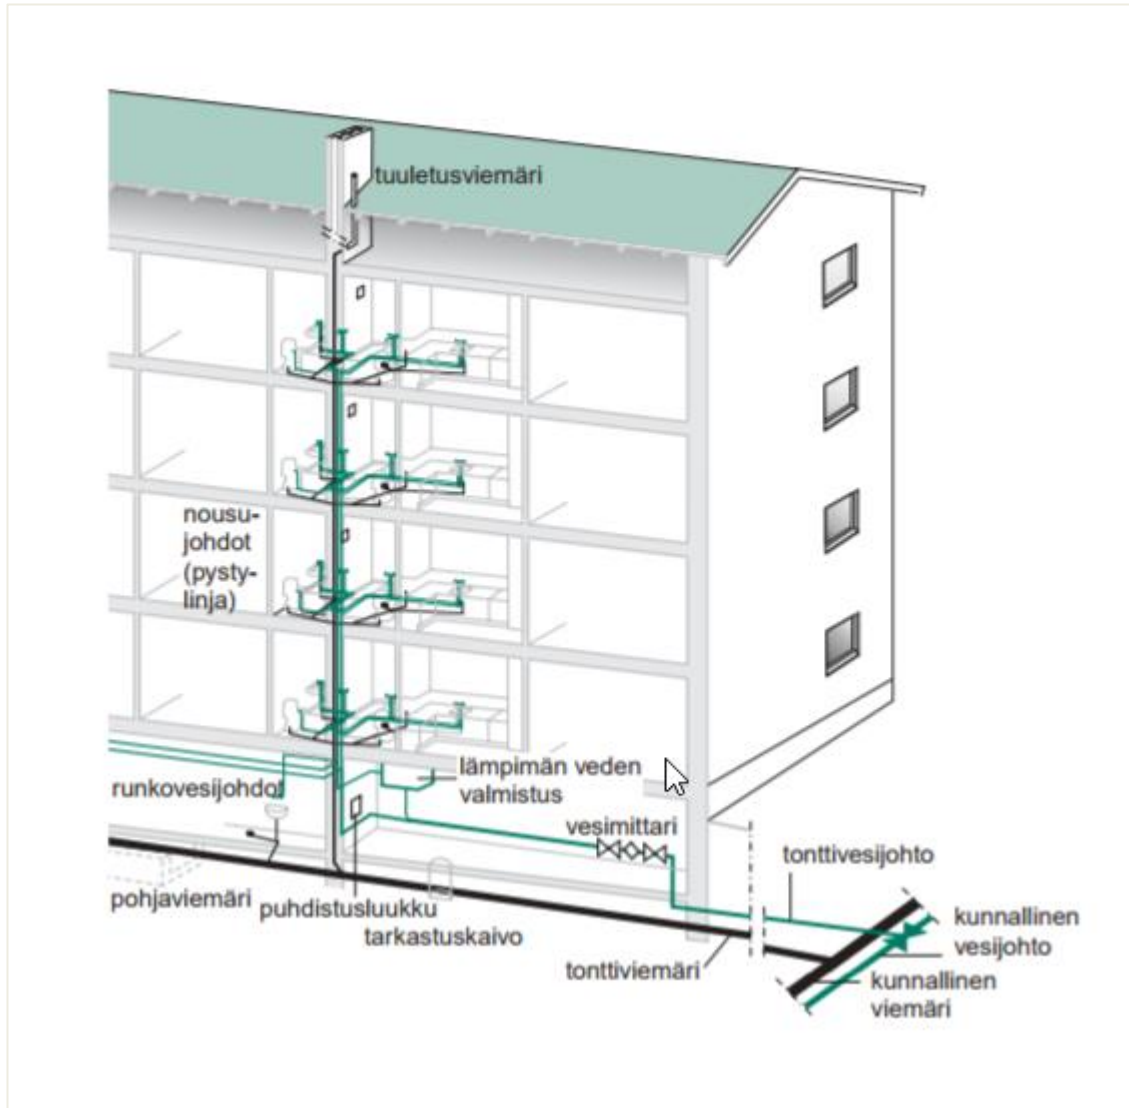 tuuletusviemäri
nousu-
johdot
(pysty-
linja)
lämpimän veden
valmistus
runkovesijohdot
vesimittari
tonttivesijohto
pohjaviemäri
puhdistusluukku
tarkastuskaivo
tonttiviemäri
kunnallinen
vesijohto
kunnallinen
viemäri